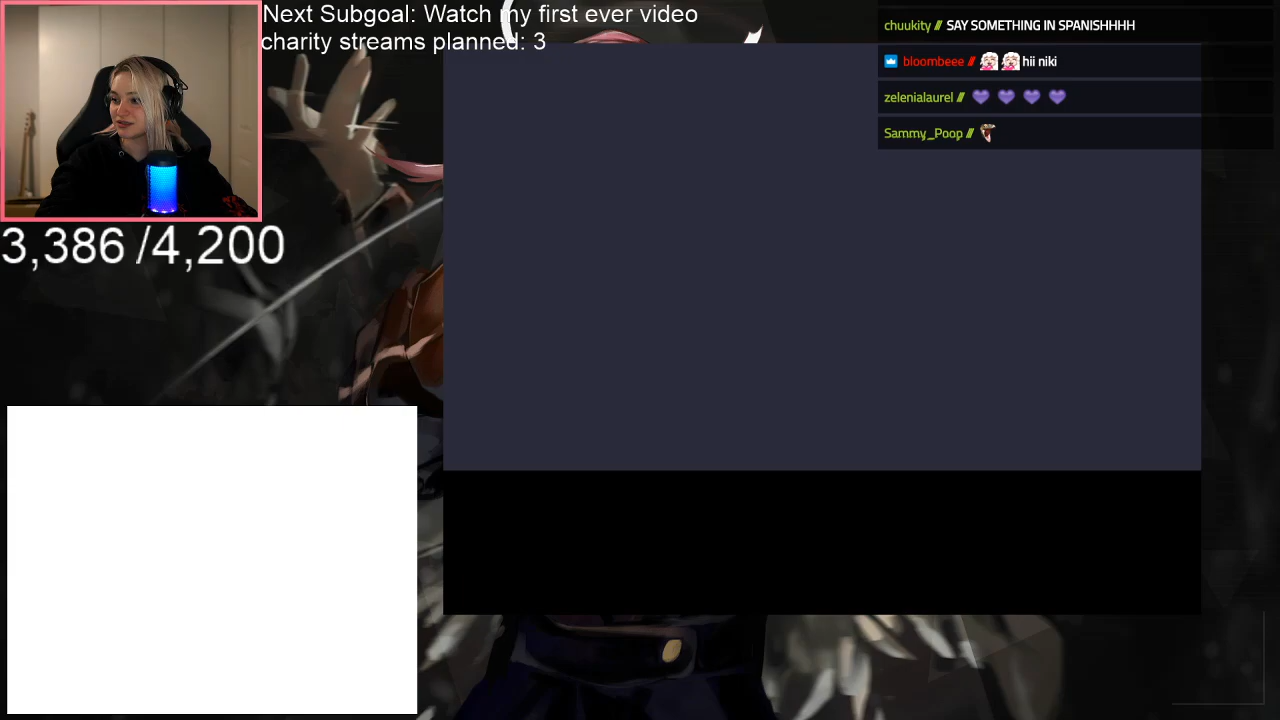 Next Subgoal: Watch my first ever video
charity streams planned: 3
chuukity // SAY SOMETHING IN SPANISHHHH
bloombeee // hii niki
zelenialaurel //
Sammy_Poop //
3,386 /4,200